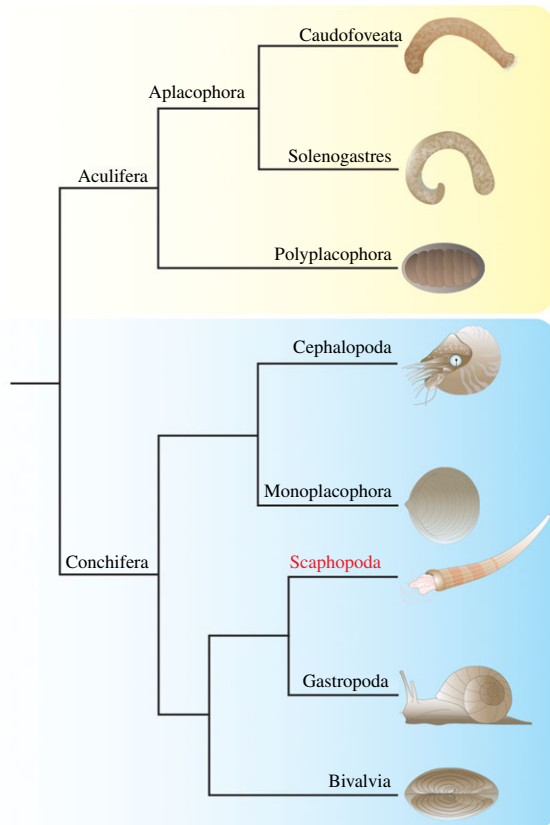 Caudofoveata
Aplacophora
Solenogastres
Aculifera
Polyplacophora
Cephalopoda
Monoplacophora
Conchifera
Scaphopoda
Gastropoda
Bivalvia